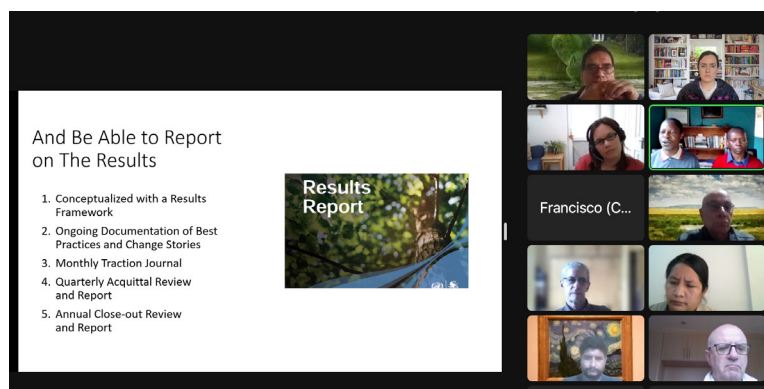 And Be Able to Report
on The Results
1. Conceptualized with a Results
Framework
2. Ongoing Documentation of Best
Practices and Change Stories
3. Monthly Traction Journal
4. Quarterly Acquittal Review
and Report
5. Annual Close-out Review
and Report
Results
Report
Francisco (C...